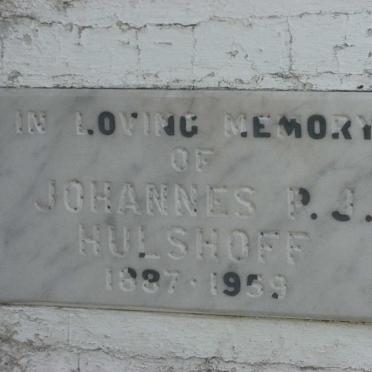 IN LOVING MEMORY
OF
JOHANNES P.J.
HULSHOFF
1887 · 1959